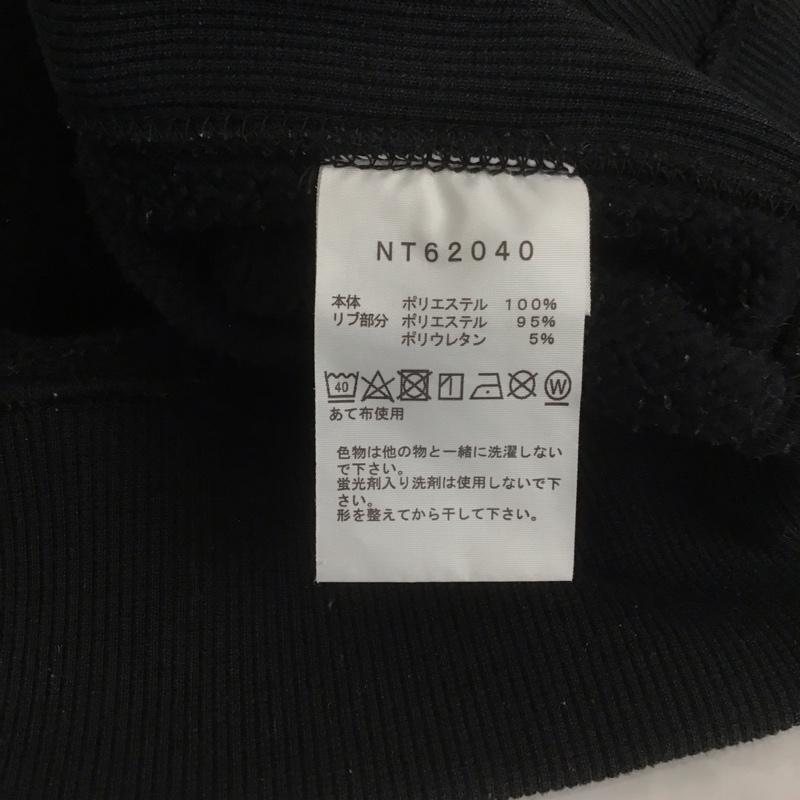 NT62040
本体 ポリエステル 100%
リブ部分 ポリエステル 95%
ポリウレタン 5%
40 W
あて布使用
色物は他の物と一緒に洗濯しない
で下さい。
蛍光剤入り洗剤は使用しないで下
さい。
形を整えてから干して下さい。